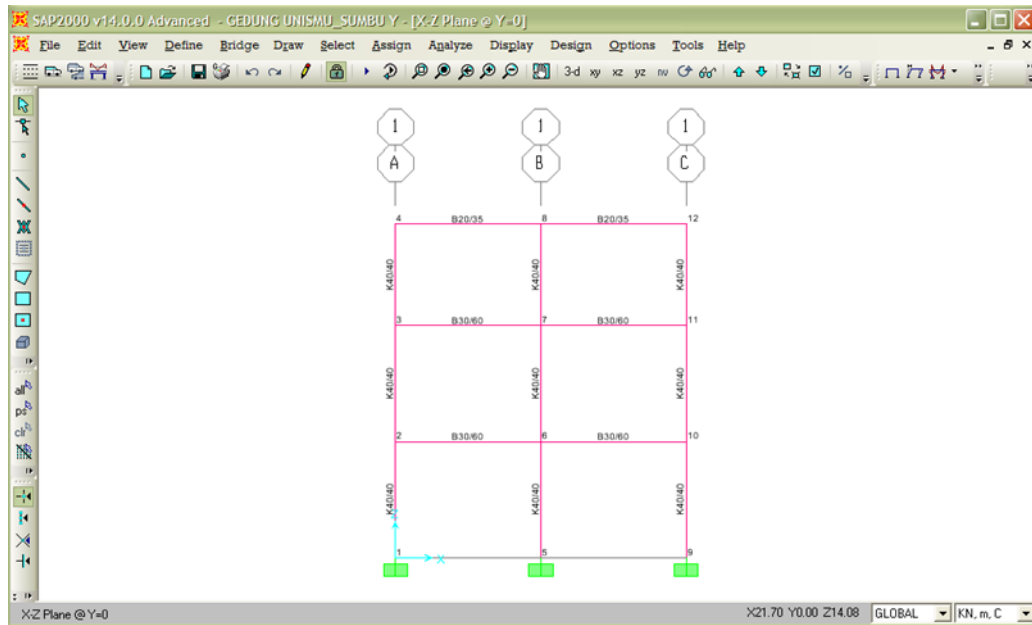 SAP2000 v14.0.0 Advanced - GEDUNG UNISMU_SUMBU Y - [X-Z Plane @ Y=0]
File Edit View Define Bridge Draw Select Assign Analyze Display Design Options Tools Help
3-d xy xz yz nv
all
ps
clr
1 1 1
A B C
4 B20/35 8 B20/35 12
K40/40 K40/40 K40/40
3 B30/60 7 B30/60 11
K40/40 K40/40 K40/40
2 B30/60 6 B30/60 10
K40/40 K40/40 K40/40
Z
1 X 5 9
X-Z Plane @ Y=0 X21.70 Y0.00 Z14.08 GLOBAL KN, m, C